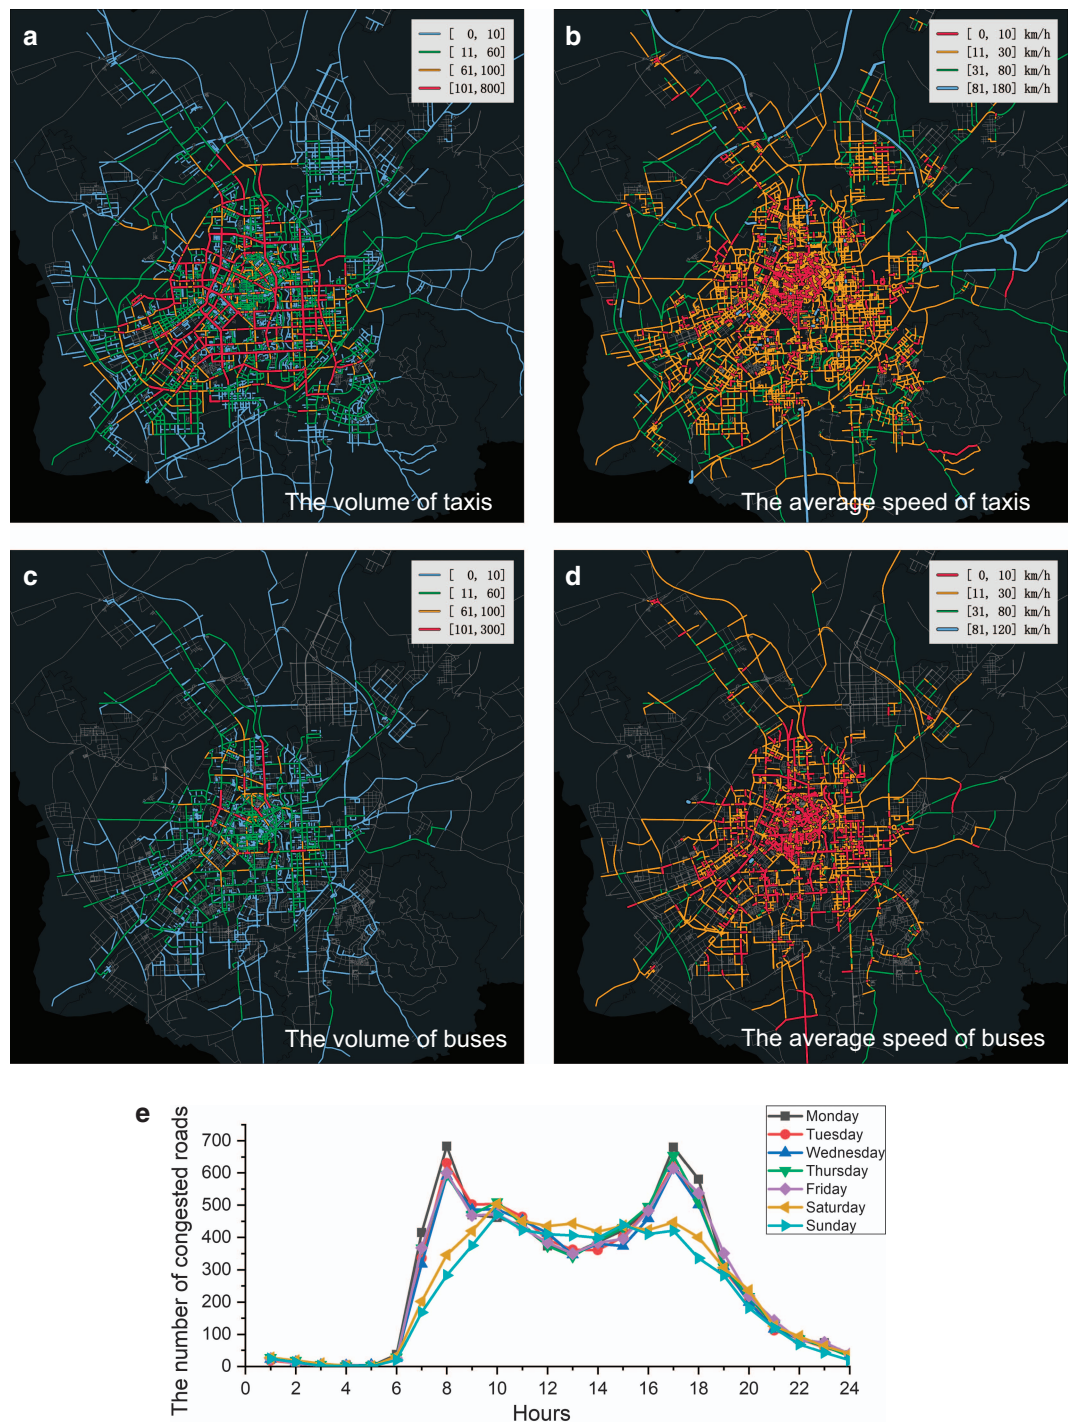 a
[ 0, 10]
[ 11, 60]
[ 61,100]
[101,800]
The volume of taxis
b
[ 0, 10] km/h
[11, 30] km/h
[31, 80] km/h
[81,180] km/h
The average speed of taxis
c
[ 0, 10]
[ 11, 60]
[ 61,100]
[101,300]
The volume of buses
d
[ 0, 10] km/h
[11, 30] km/h
[31, 80] km/h
[81,120] km/h
The average speed of buses
e
The number of congested roads
700
600
500
400
300
200
100
0
0 2 4 6 8 10 12 14 16 18 20 22 24
Hours
Monday
Tuesday
Wednesday
Thursday
Friday
Saturday
Sunday